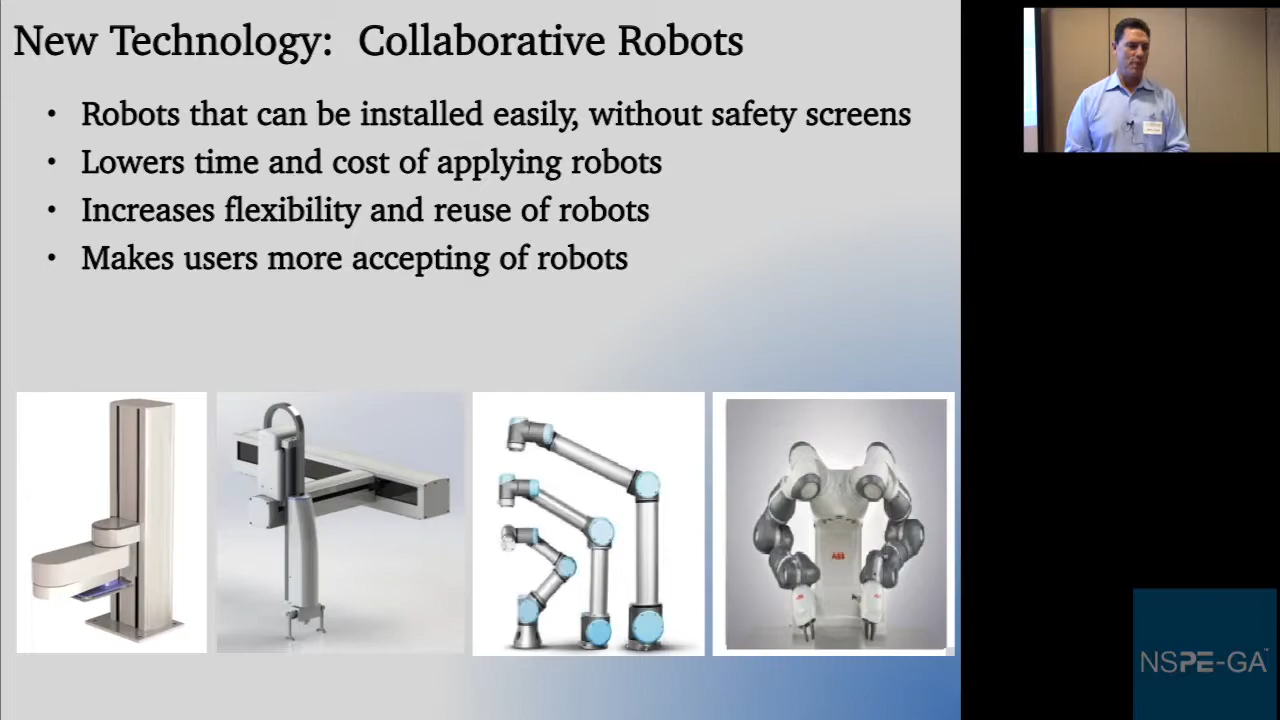 New Technology: Collaborative Robots
• Robots that can be installed easily, without safety screens
• Lowers time and cost of applying robots
• Increases flexibility and reuse of robots
• Makes users more accepting of robots
ABB
NSPE-GA™